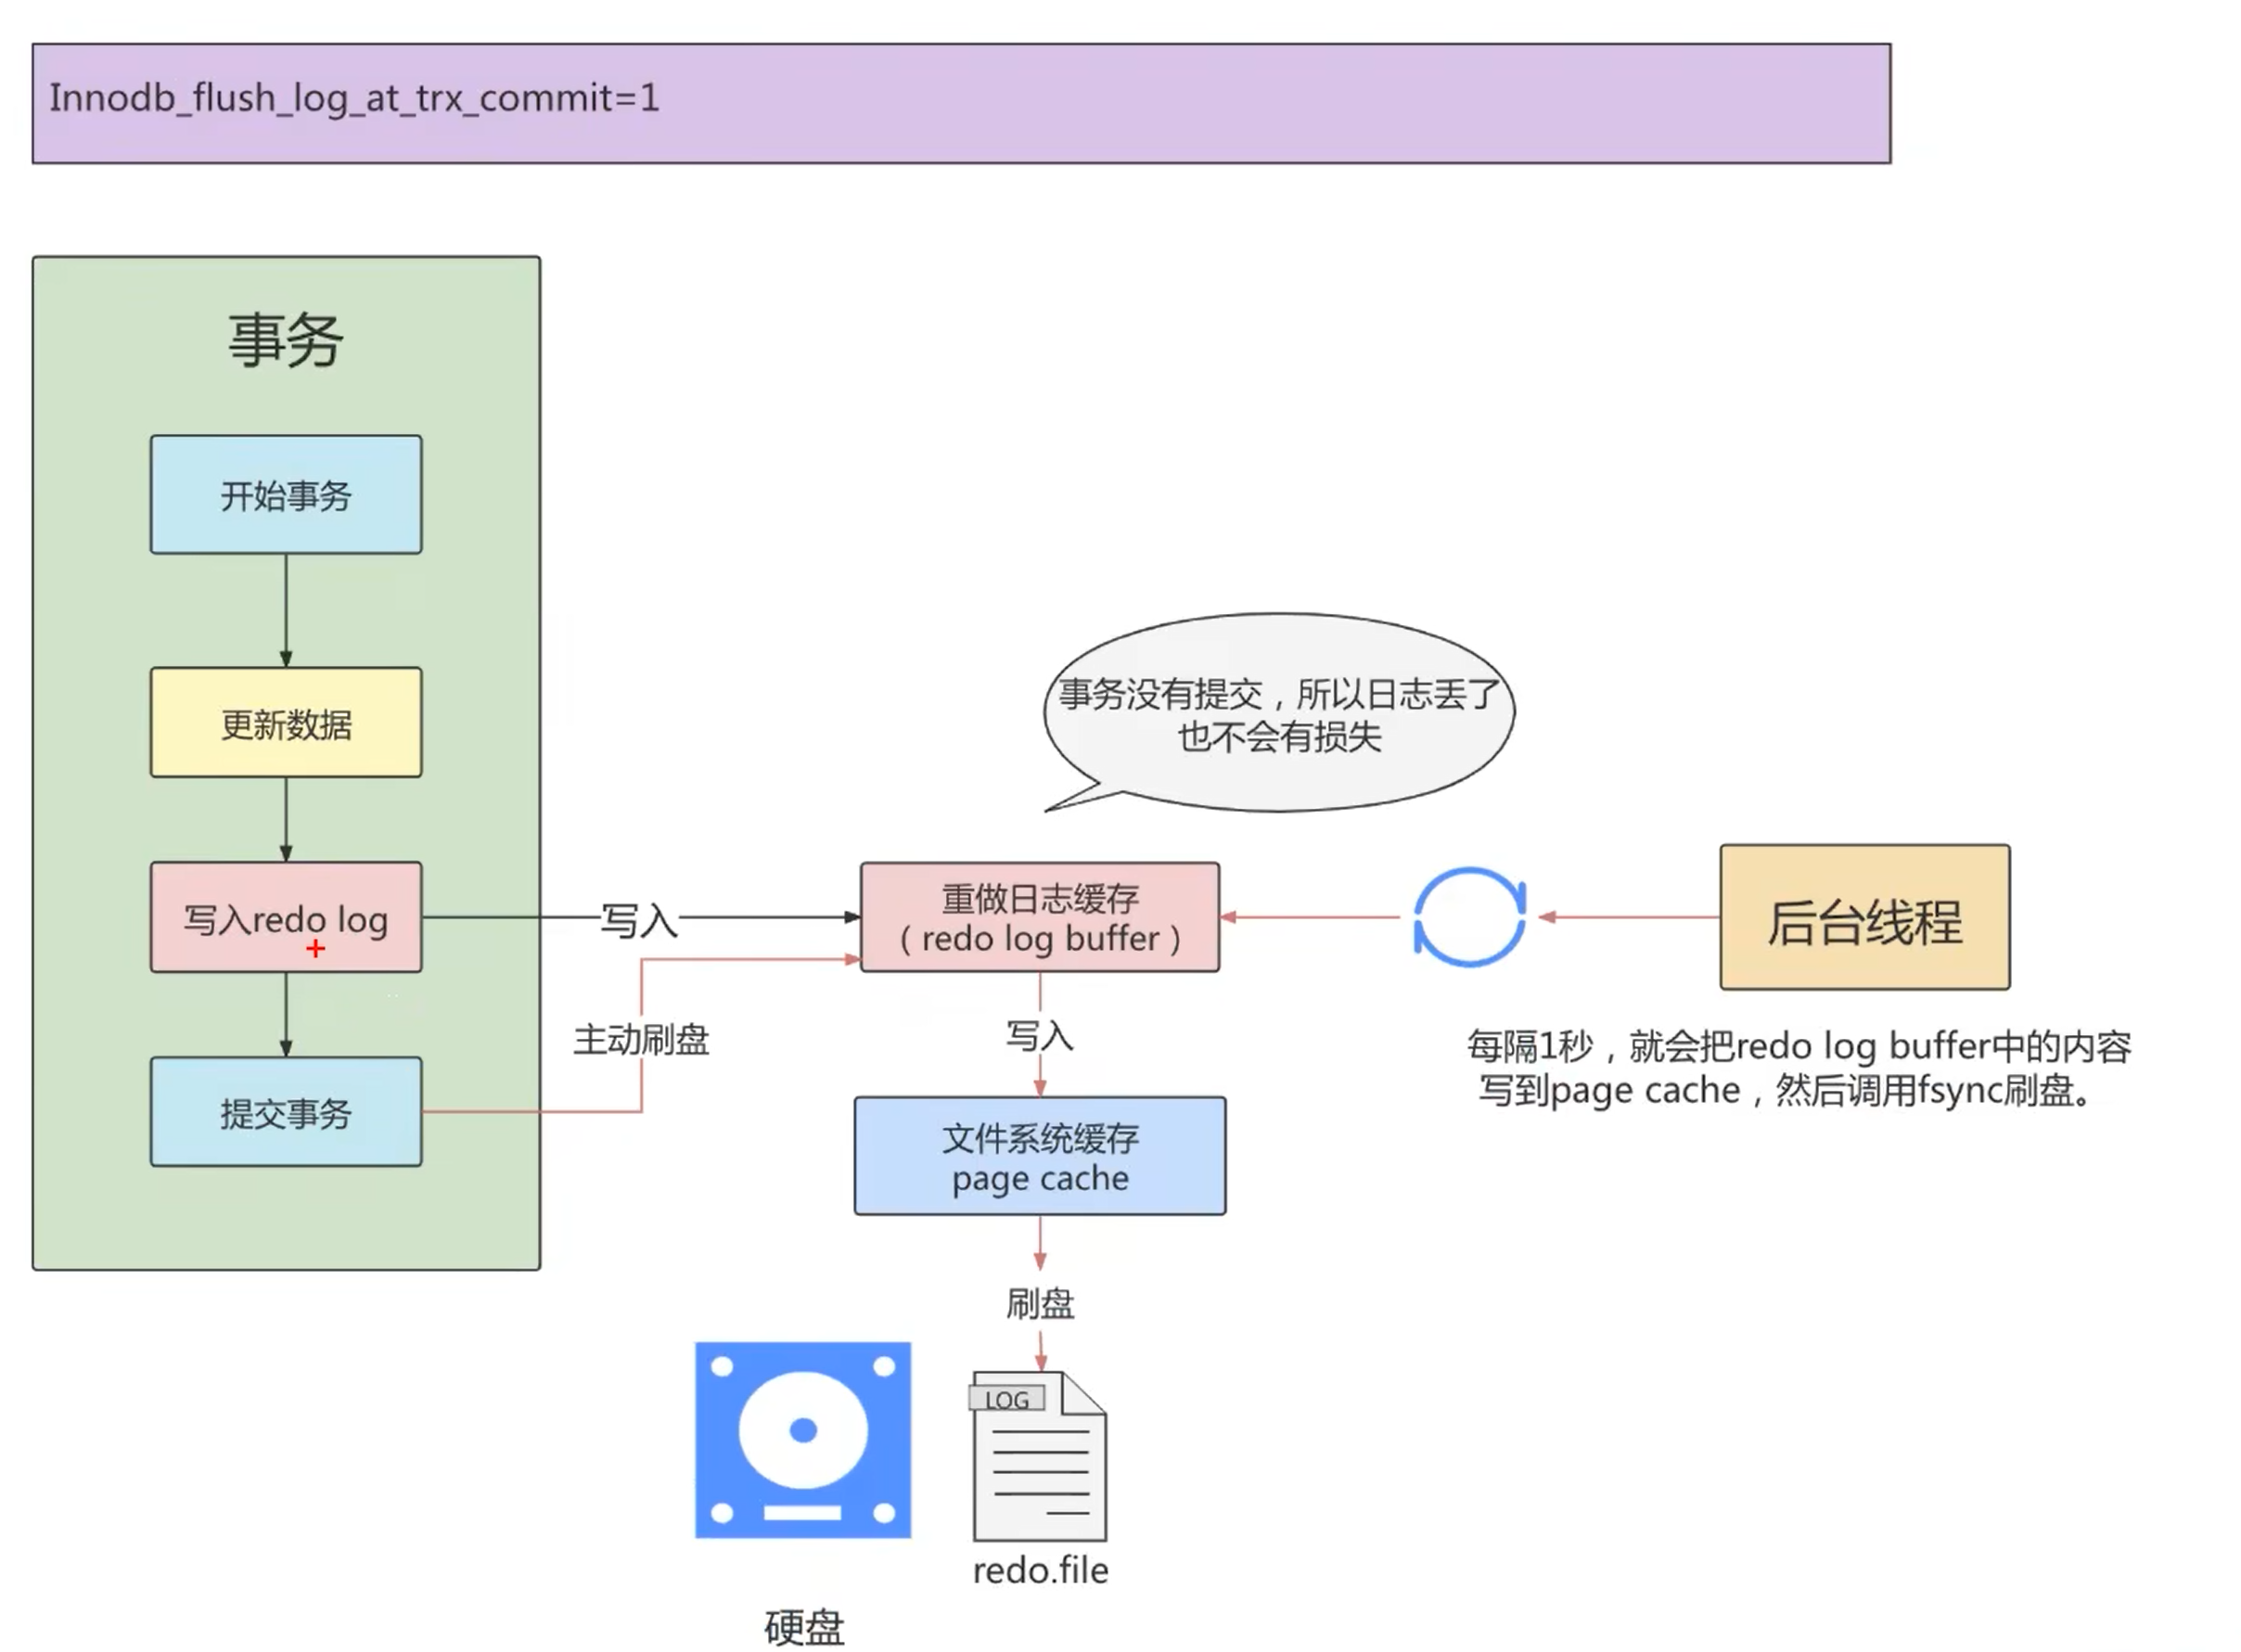 Innodb_flush_log_at_trx_commit=1
事务
开始事务
更新数据
写入redo log
提交事务
写入
主动刷盘
事务没有提交，所以日志丢了
也不会有损失
重做日志缓存
（redo log buffer）
写入
文件系统缓存
page cache
刷盘
LOG
redo.file
硬盘
后台线程
每隔1秒，就会把redo log buffer中的内容
写到page cache，然后调用fsync刷盘。